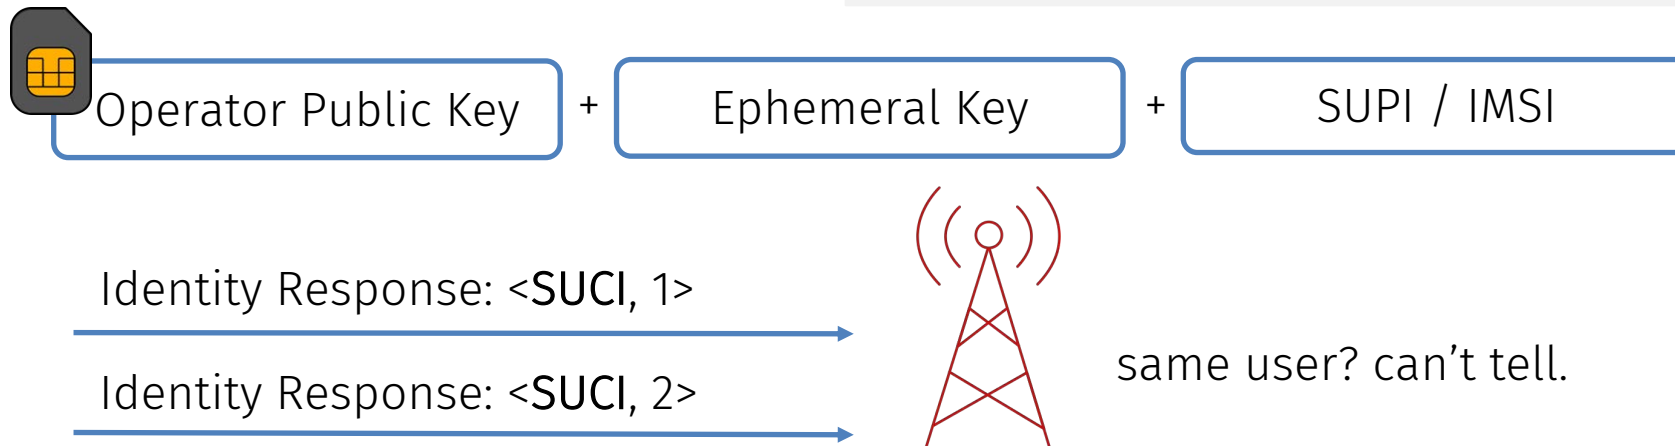 Operator Public Key + Ephemeral Key + SUPI / IMSI
Identity Response: <SUCI, 1>
same user? can’t tell.
Identity Response: <SUCI, 2>